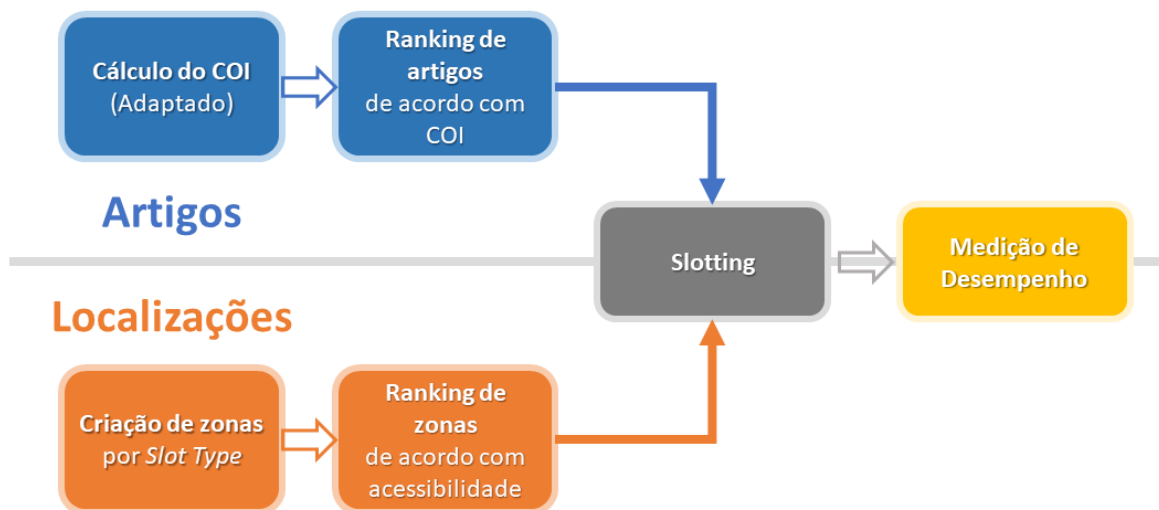 Cálculo do COI
(Adaptado)
Ranking de
artigos
de acordo com
COI
Artigos
Slotting
Medição de
Desempenho
Localizações
Criação de zonas
por Slot Type
Ranking de
zonas
de acordo com
acessibilidade